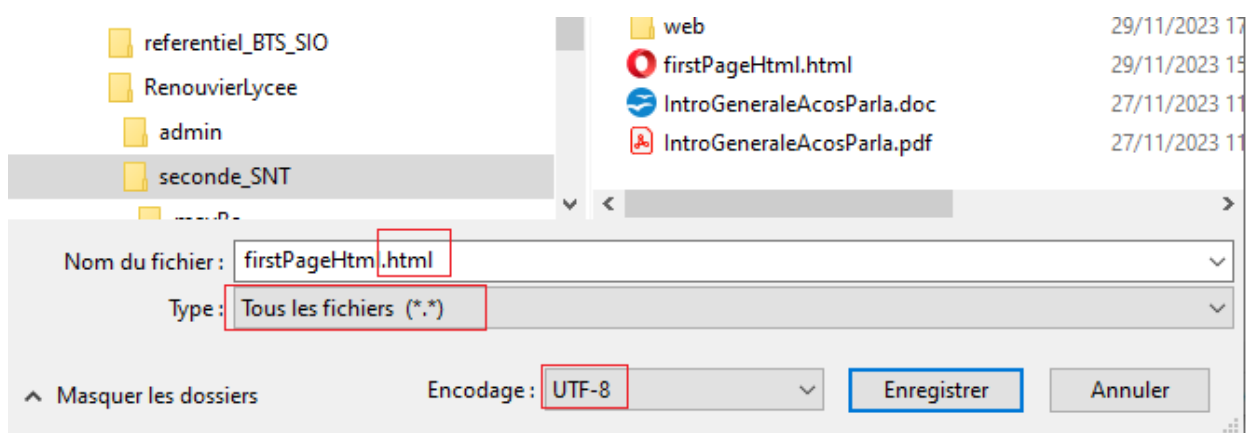 referentiel_BTS_SIO
RenouvierLycee
admin
seconde_SNT
web 29/11/2023 17
firstPageHtml.html 29/11/2023 15
IntroGeneraleAcosParla.doc 27/11/2023 11
IntroGeneraleAcosParla.pdf 27/11/2023 11
Nom du fichier : firstPageHtml.html
Type : Tous les fichiers (*.*)
Masquer les dossiers Encodage : UTF-8 Enregistrer Annuler